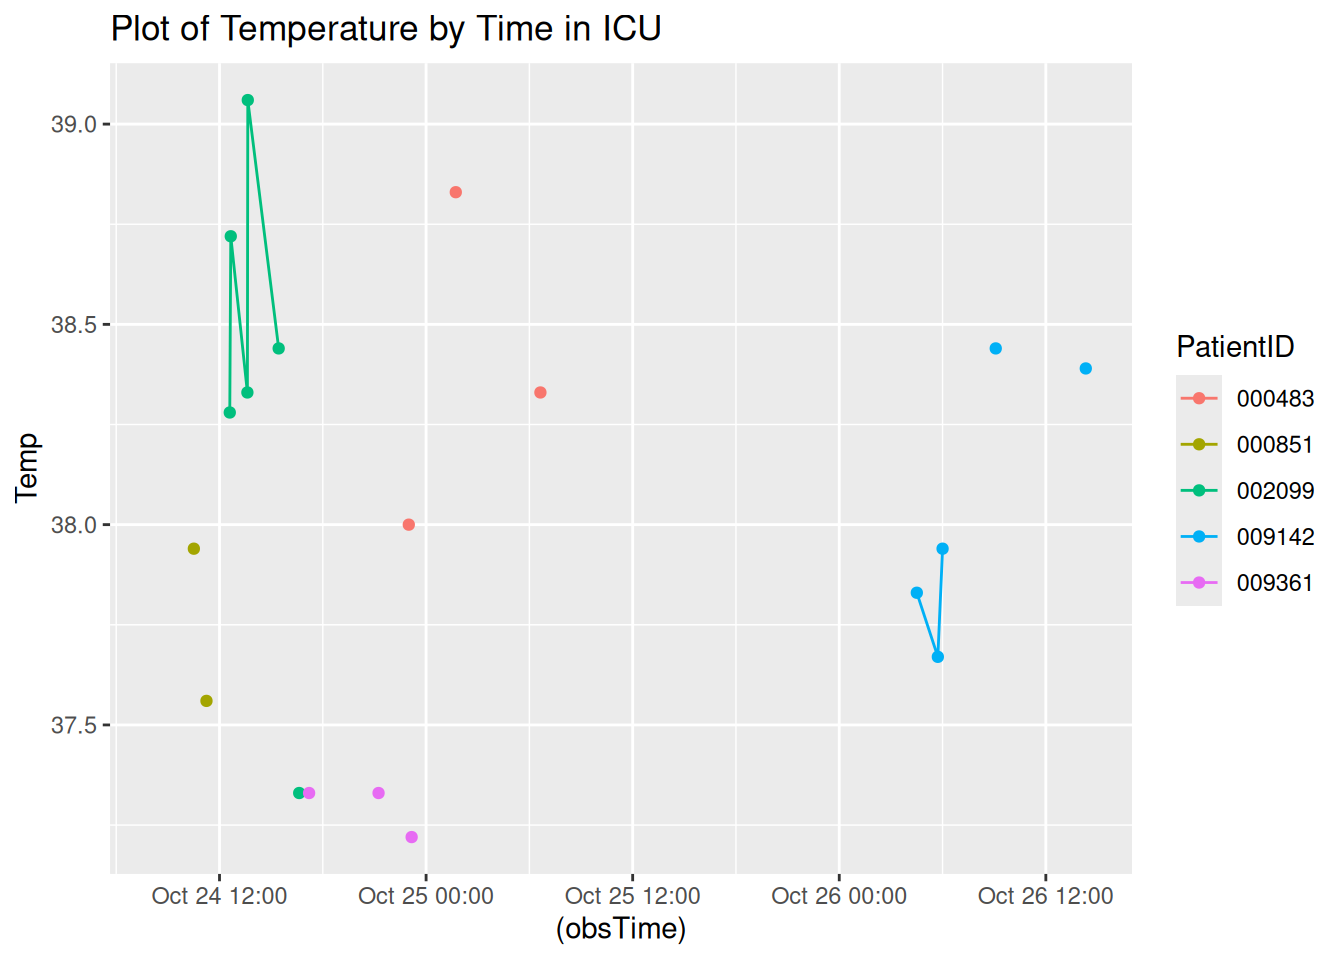 Plot of Temperature by Time in ICU
39.0
38.5
38.0
37.5
Temp
Oct 24 12:00
Oct 25 00:00
Oct 25 12:00
Oct 26 00:00
Oct 26 12:00
(obsTime)
PatientID
000483
000851
002099
009142
009361